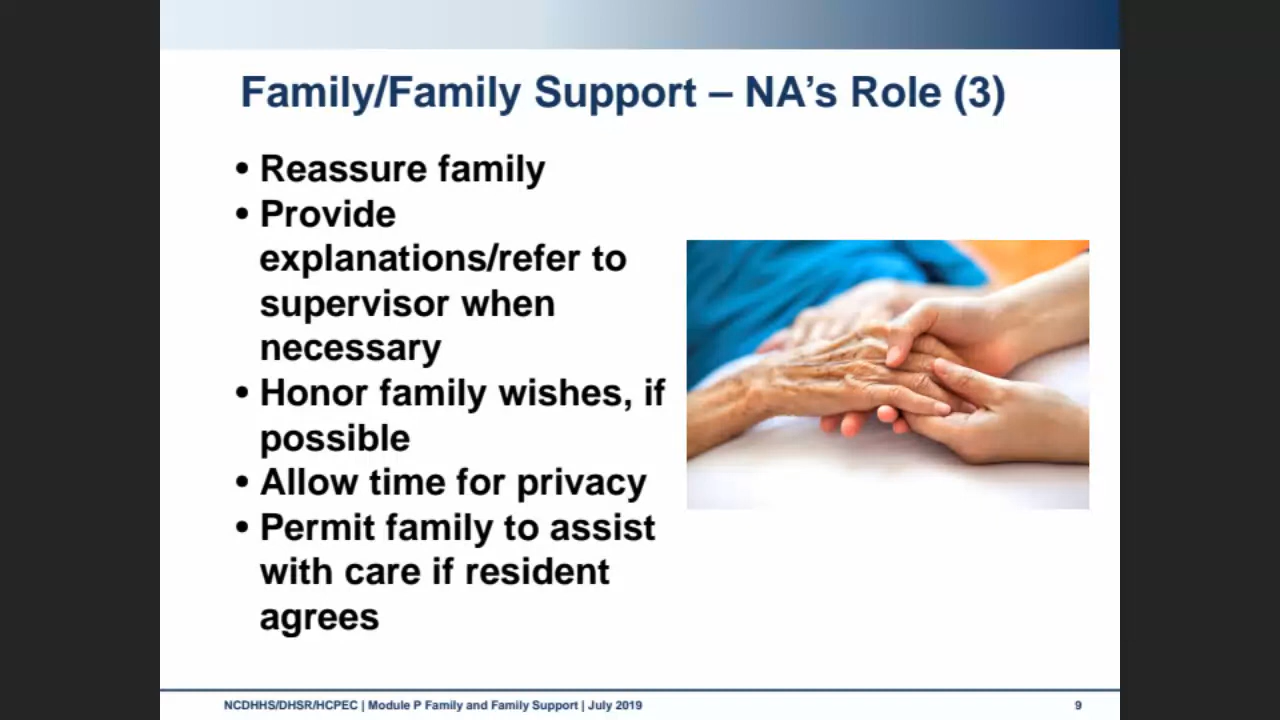 Family/Family Support – NA’s Role (3)
• Reassure family
• Provide
explanations/refer to
supervisor when
necessary
• Honor family wishes, if
possible
• Allow time for privacy
• Permit family to assist
with care if resident
agrees
NCDHHS/DHSR/HCPEC | Module P Family and Family Support | July 2019
9